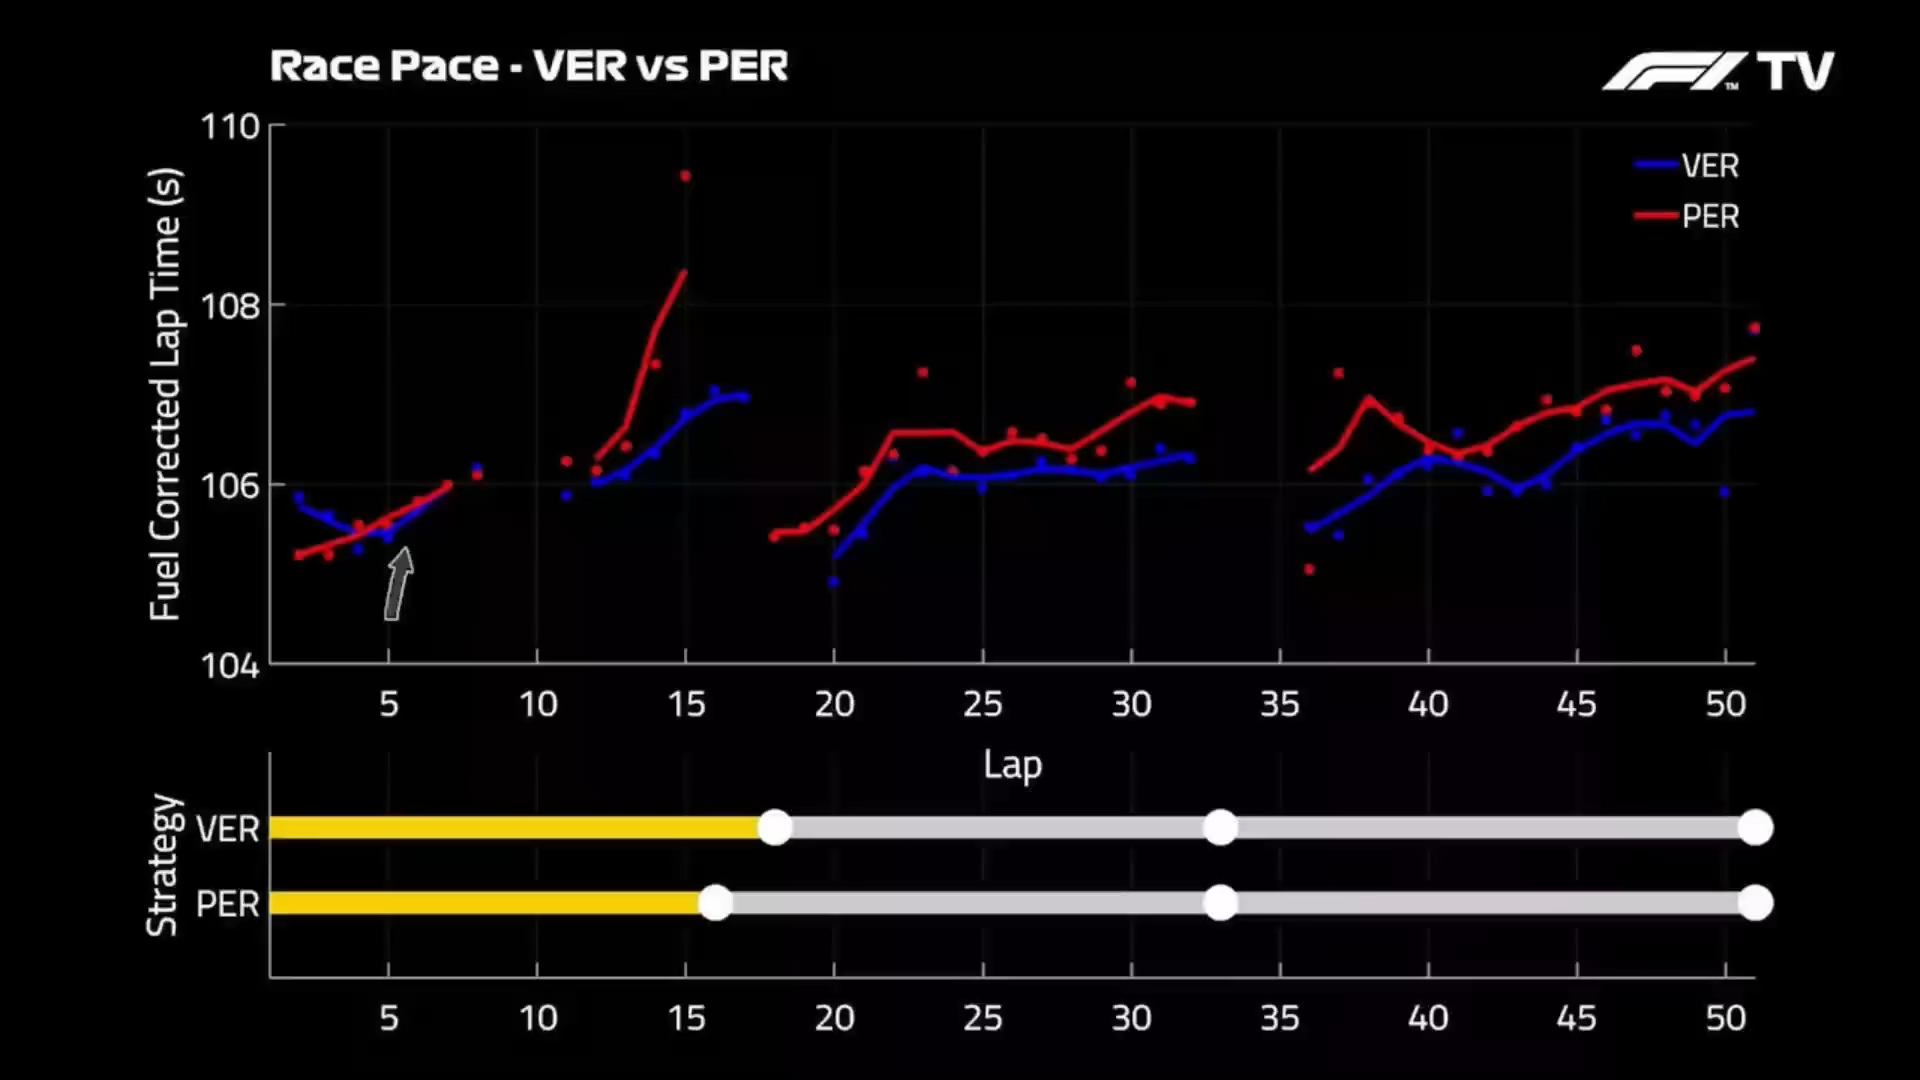 Race Pace - VER vs PER
F1 TV
TM
110
108
106
104
Fuel Corrected Lap Time (s)
VER
PER
5 10 15 20 25 30 35 40 45 50
Lap
Strategy
VER
PER
5 10 15 20 25 30 35 40 45 50